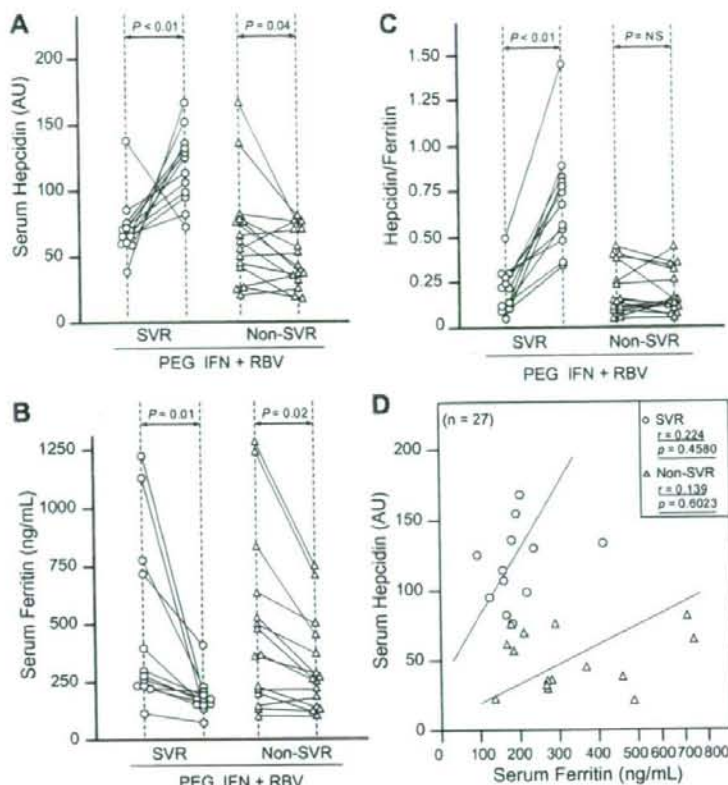 A
P < 0.01
P = 0.04
200
150
100
50
0
Serum Hepcidin (AU)
SVR
Non-SVR
PEG IFN + RBV
C
P < 0.01
P = NS
1.50
1.25
1.00
0.75
0.50
0.25
0
Hepcidin/Ferritin
SVR
Non-SVR
PEG IFN + RBV
B
P = 0.01
P = 0.02
1250
1000
750
500
250
0
Serum Ferritin (ng/mL)
SVR
Non-SVR
PEG IFN + RBV
D
(n = 27)
SVR
r = 0.224
p = 0.4580
Non-SVR
r = 0.139
p = 0.6023
200
150
100
50
0
Serum Hepcidin (AU)
0 100 200 300 400 500 600 700 800
Serum Ferritin (ng/mL)